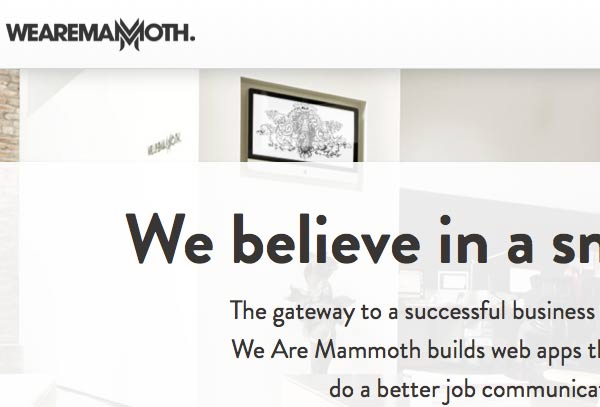 WEAREMAMMOTH.
We believe in a sn
The gateway to a successful business
We Are Mammoth builds web apps th
do a better job communicat